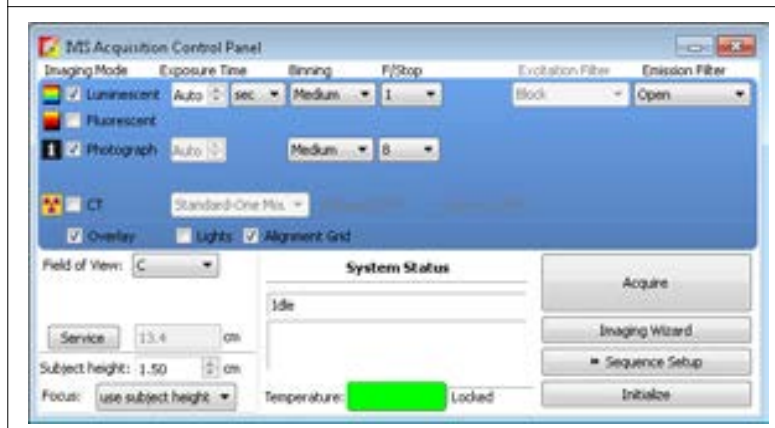 IVIS Acquisition Control Panel
Imaging Mode Exposure Time Binning F/Stop Excitation Filter Emission Filter
Luminescent Auto sec Medium 1 Block Open
Fluorescent
Photograph Auto Medium 8
CT Standard-One Mou
Overlay Lights Alignment Grid
Field of View: C
System Status
Acquire
Idle
Service 13.4 cm
Imaging Wizard
Subject height: 1.50 cm
Sequence Setup
Focus: use subject height Temperature: Locked Initialize